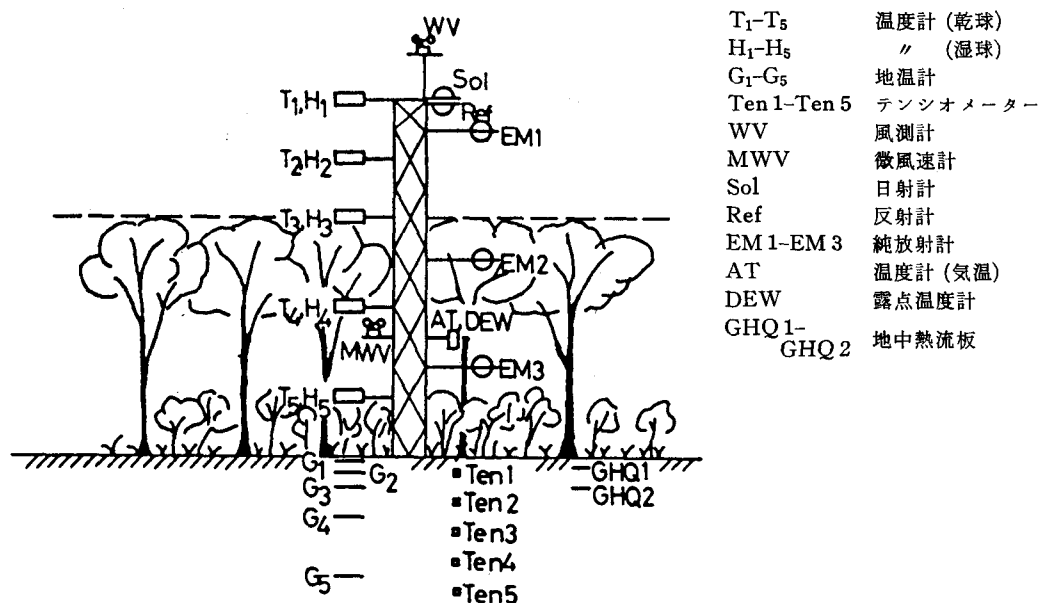 WV
Sol
T₁,H₁
Ref
EM1
T₂,H₂
T₃,H₃
EM2
T₄,H₄
AT,DEW
MWV
EM3
T₅,H₅
G₁
G₂
G₃
G₄
G₅
Ten1
Ten2
Ten3
Ten4
Ten5
GHQ1
GHQ2
T₁-T₅ 温度計 (乾球)
H₁-H₅ 〃 (湿球)
G₁-G₅ 地温計
Ten 1-Ten 5 テンシオメーター
WV 風測計
MWV 微風速計
Sol 日射計
Ref 反射計
EM 1-EM 3 純放射計
AT 温度計 (気温)
DEW 露点温度計
GHQ 1-
GHQ 2 地中熱流板